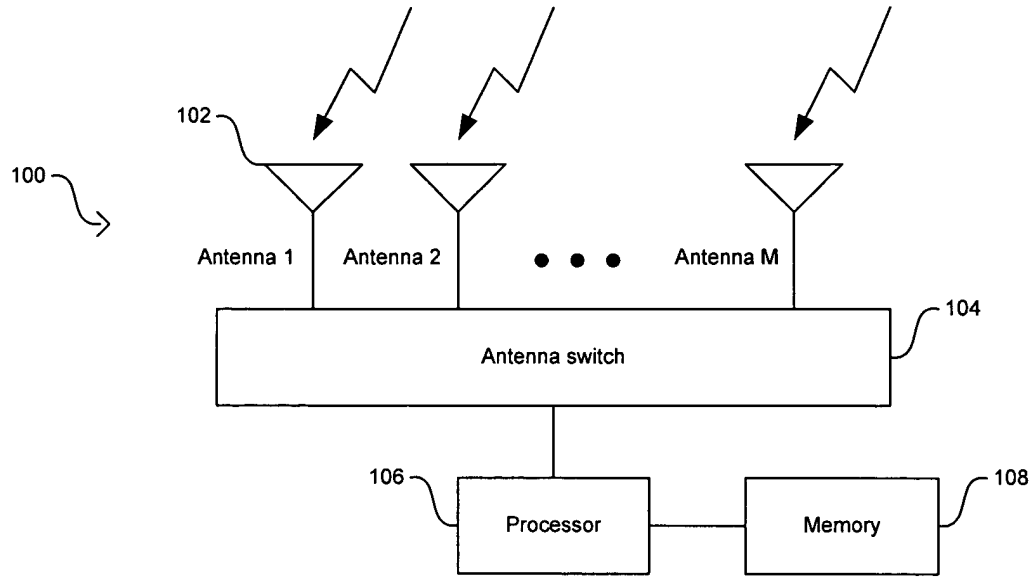 102
100
Antenna 1
Antenna 2
Antenna M
104
Antenna switch
106
108
Processor
Memory